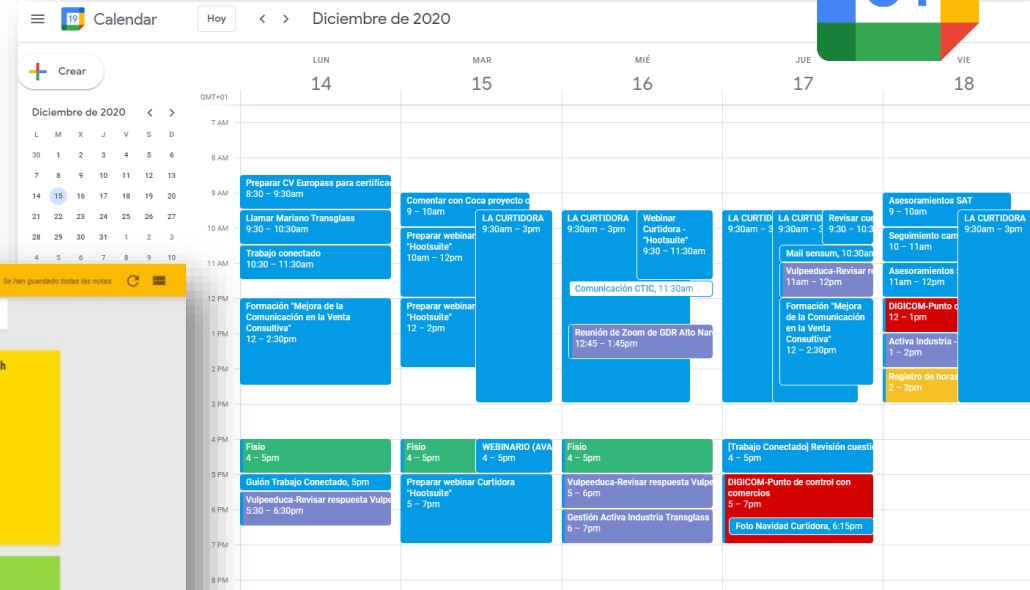 Calendar
Hoy
Diciembre de 2020
Crear
Diciembre de 2020
L M X J V S D
30 1 2 3 4 5 6
7 8 9 10 11 12 13
14 15 16 17 18 19 20
21 22 23 24 25 26 27
28 29 30 31 1 2 3
4 5 6 7 8 9 10
Se han guardado todas las notas.
GMT+01
LUN
14
MAR
15
MIÉ
16
JUE
17
VIE
18
7 AM
8 AM
9 AM
10 AM
11 AM
12 PM
1 PM
2 PM
3 PM
4 PM
5 PM
6 PM
7 PM
8 PM
Preparar CV Europass para certifica
8:30 – 9:30am
Llamar Mariano Transglass
9:30 – 10:30am
Trabajo conectado
10:30 – 11:30am
Formación "Mejora de la
Comunicación en la Venta
Consultiva"
12 – 2:30pm
Fisio
4 – 5pm
Guión Trabajo Conectado, 5pm
Vulpeeduca-Revisar respuesta Vulpe
5:30 – 6:30pm
Comentar con Coca proyecto
9 – 10am
LA CURTIDORA
9:30am – 3pm
Preparar webinar
"Hootsuite"
10am – 12pm
Preparar webinar
"Hootsuite"
12 – 2pm
Fisio
4 – 5pm
WEBINARIO (AVA
4 – 5pm
Preparar webinar Curtidora
"Hootsuite"
5 – 7pm
LA CURTIDORA
9:30am – 3pm
Webinar
Curtidora -
"Hootsuite"
9:30 – 11:30am
Comunicación CTIC, 11:30am
Reunión de Zoom de GDR Alto Nar
12:45 – 1:45pm
Fisio
4 – 5pm
Vulpeeduca-Revisar respuesta Vulpe
5 – 6pm
Gestión Activa Industria Transglass
6 – 7pm
LA CURTID
9:30am – 3
LA CURTID
9:30am – 3
Revisar cue
9:30 – 10:3
Mail sensum, 10:30a
Vulpeeduca-Revisar r
11am – 12pm
Formación "Mejora
de la Comunicación
en la Venta
Consultiva"
12 – 2:30pm
[Trabajo Conectado] Revisión cuesti
4 – 5pm
DIGICOM-Punto de control con
comercios
5 – 7pm
Foto Navidad Curtidora, 6:15pm
Asesoramientos SAT
9 – 10am
LA CURTIDORA
9:30am – 3pm
Seguimiento cam
10 – 11am
Asesoramientos
11am – 12pm
DIGICOM-Punto
12 – 1pm
Activa Industria -
1 – 2pm
Registro de horas
2 – 3pm